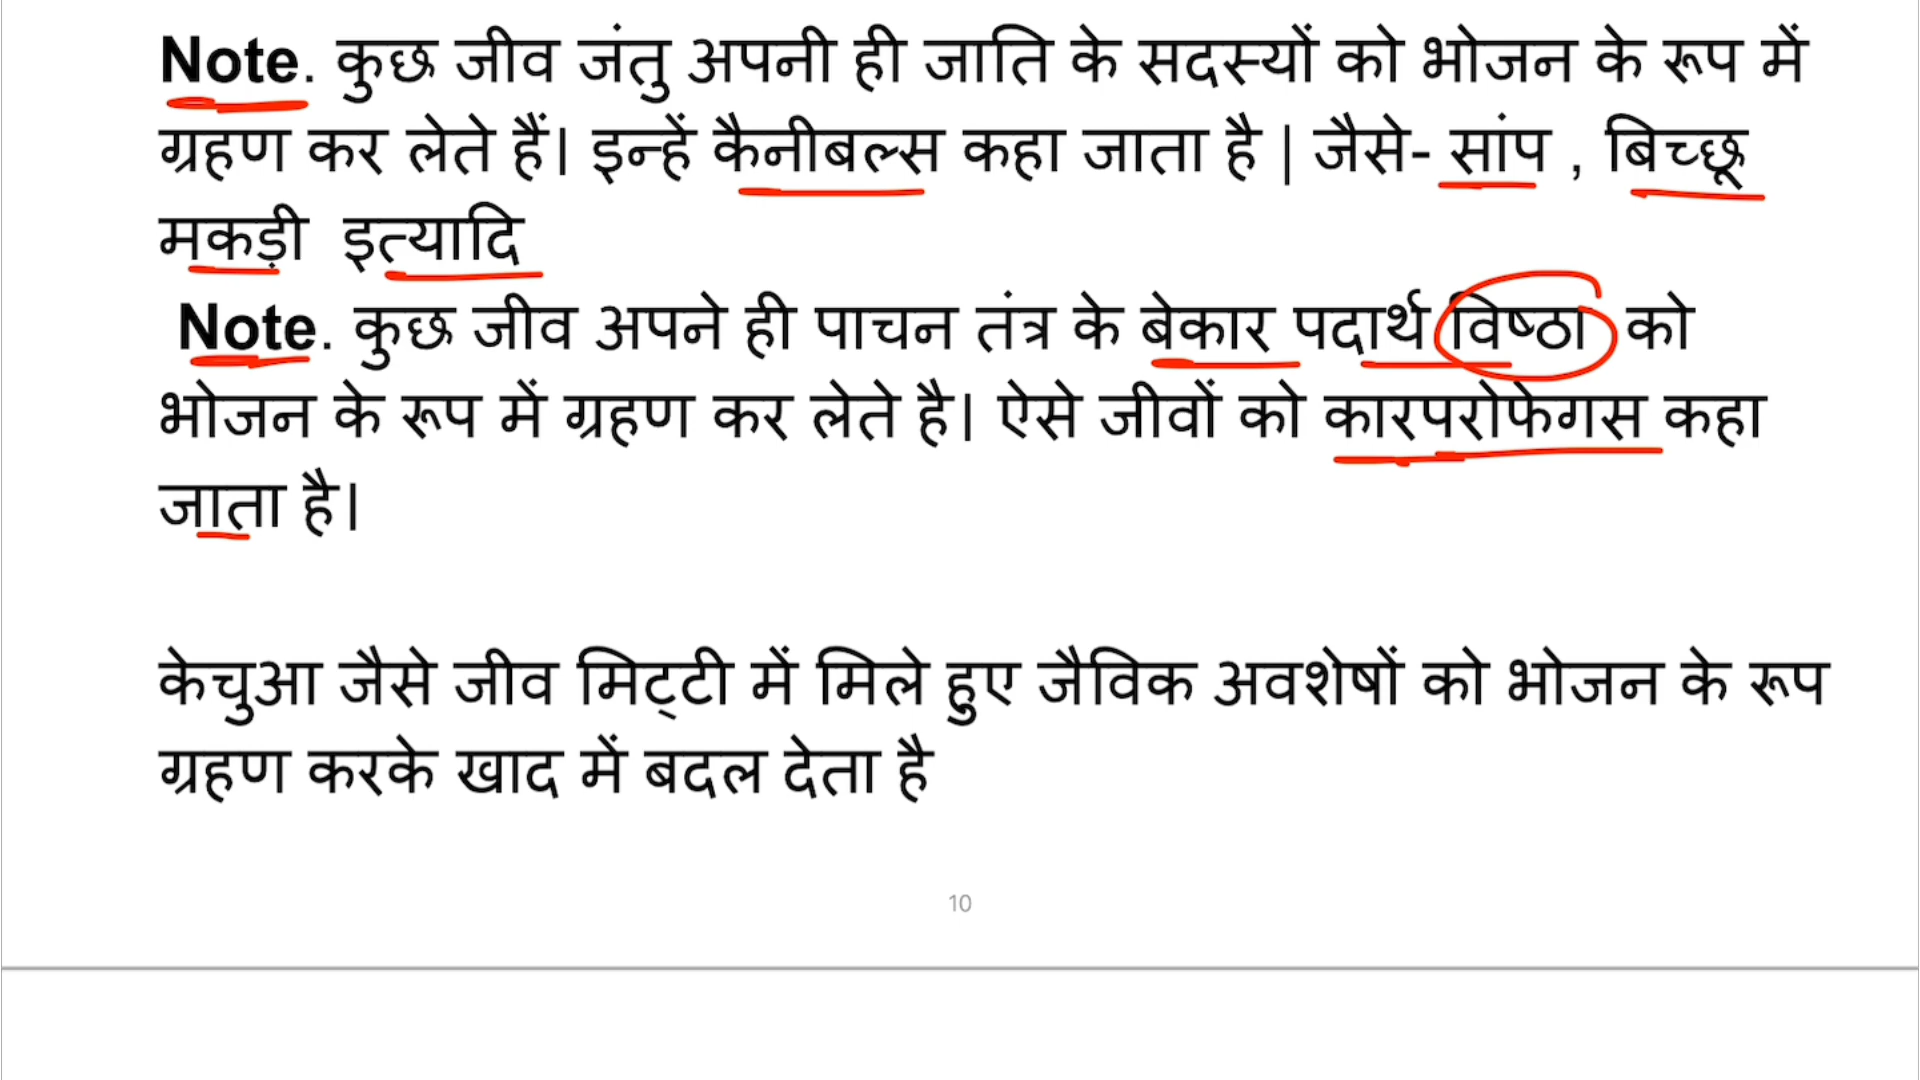 Note. कुछ जीव जंतु अपनी ही जाति के सदस्यों को भोजन के रूप में
ग्रहण कर लेते हैं। इन्हें कैनीबल्स कहा जाता है | जैसे- सांप , बिच्छू
मकड़ी इत्यादि
Note. कुछ जीव अपने ही पाचन तंत्र के बेकार पदार्थ विष्ठा को
भोजन के रूप में ग्रहण कर लेते है। ऐसे जीवों को कारपरोफेगस कहा
जाता है।
केचुआ जैसे जीव मिट्टी में मिले हुए जैविक अवशेषों को भोजन के रूप
ग्रहण करके खाद में बदल देता है
10